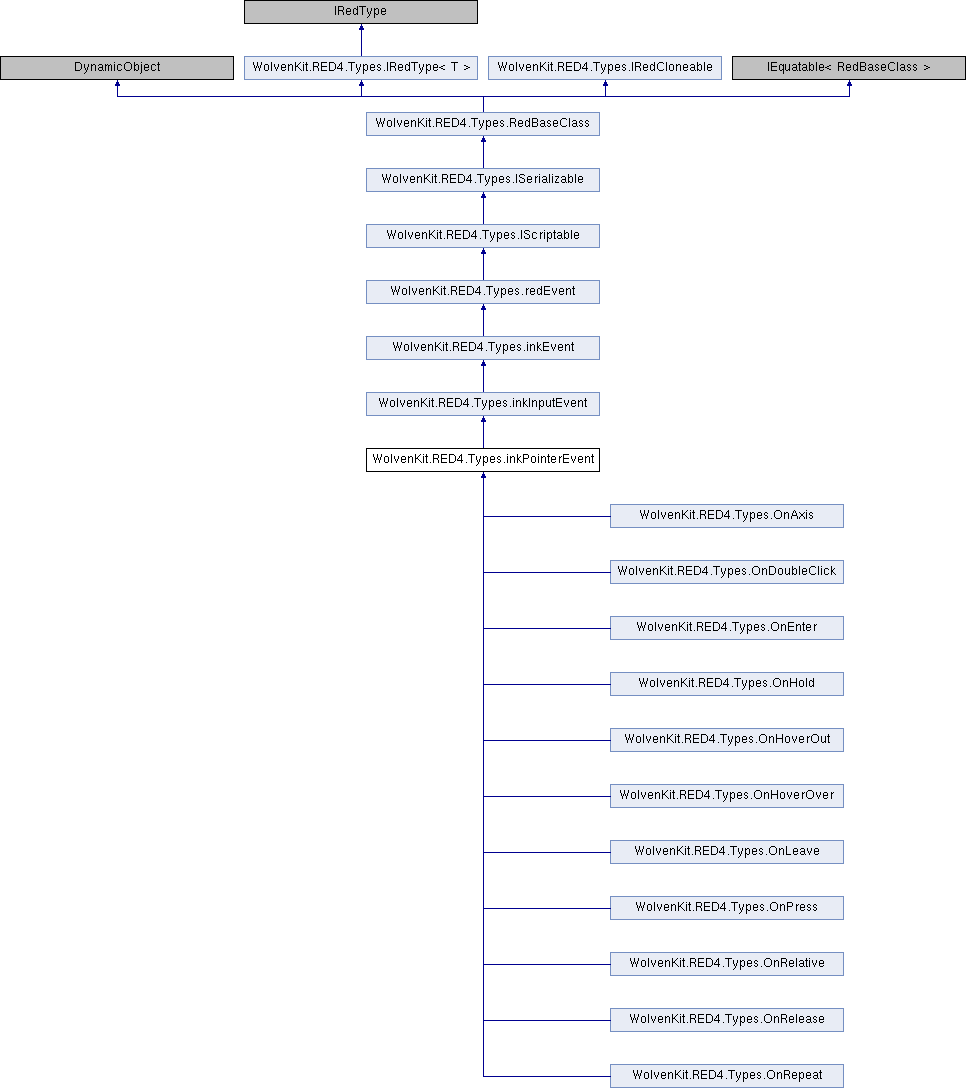 IRedType
DynamicObject
WolvenKit.RED4.Types.IRedType< T >
WolvenKit.RED4.Types.IRedCloneable
IEquatable< RedBaseClass >
WolvenKit.RED4.Types.RedBaseClass
WolvenKit.RED4.Types.ISerializable
WolvenKit.RED4.Types.IScriptable
WolvenKit.RED4.Types.redEvent
WolvenKit.RED4.Types.inkEvent
WolvenKit.RED4.Types.inkInputEvent
WolvenKit.RED4.Types.inkPointerEvent
WolvenKit.RED4.Types.OnAxis
WolvenKit.RED4.Types.OnDoubleClick
WolvenKit.RED4.Types.OnEnter
WolvenKit.RED4.Types.OnHold
WolvenKit.RED4.Types.OnHoverOut
WolvenKit.RED4.Types.OnHoverOver
WolvenKit.RED4.Types.OnLeave
WolvenKit.RED4.Types.OnPress
WolvenKit.RED4.Types.OnRelative
WolvenKit.RED4.Types.OnRelease
WolvenKit.RED4.Types.OnRepeat